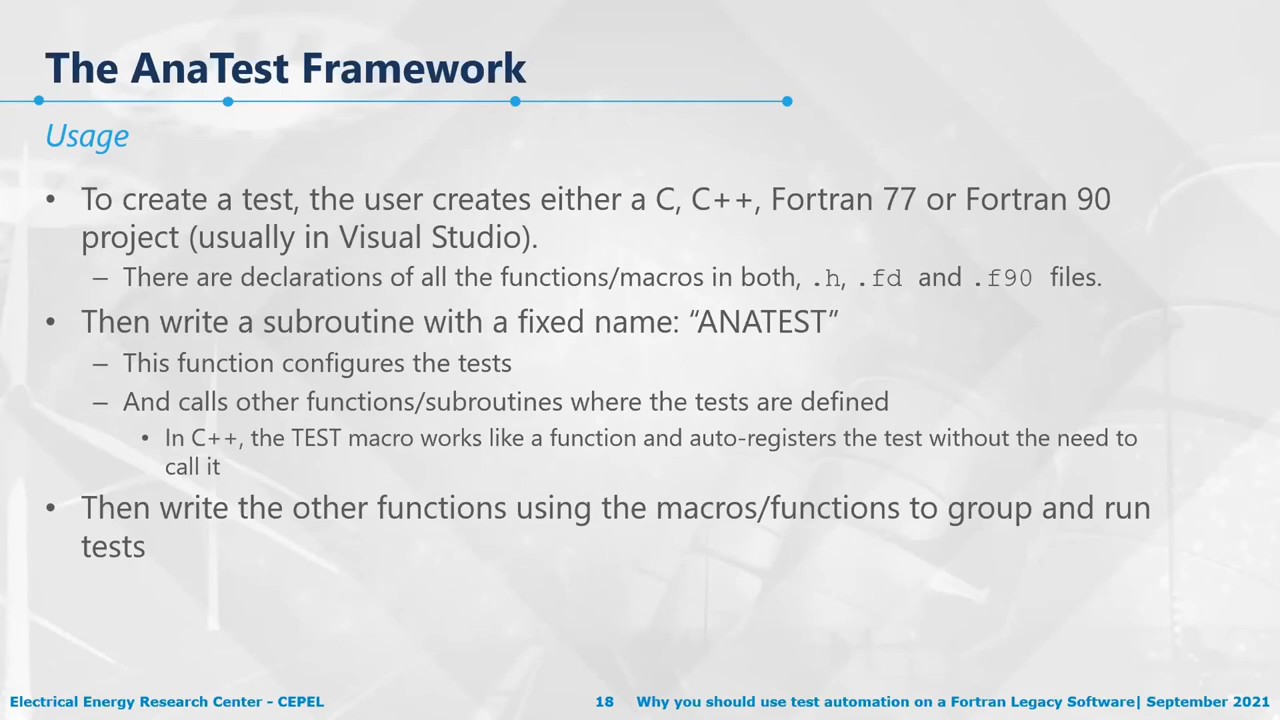 The AnaTest Framework
Usage
• To create a test, the user creates either a C, C++, Fortran 77 or Fortran 90
project (usually in Visual Studio).
– There are declarations of all the functions/macros in both, .h, .fd and .f90 files.
• Then write a subroutine with a fixed name: “ANATEST”
– This function configures the tests
– And calls other functions/subroutines where the tests are defined
• In C++, the TEST macro works like a function and auto-registers the test without the need to
call it
• Then write the other functions using the macros/functions to group and run
tests
Electrical Energy Research Center - CEPEL 18 Why you should use test automation on a Fortran Legacy Software| September 2021